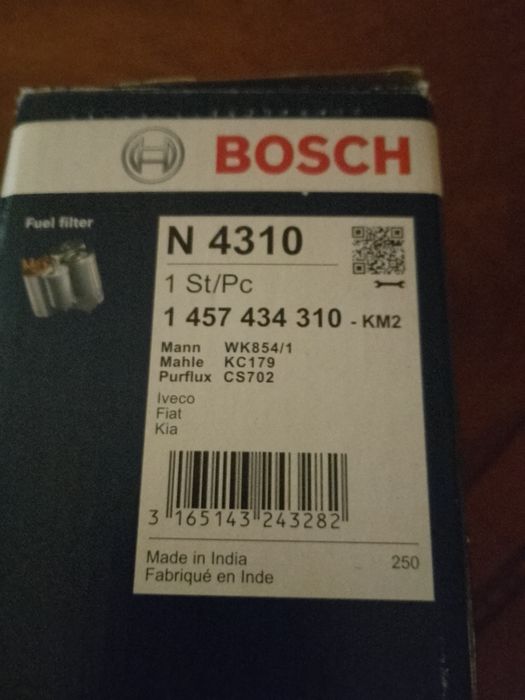 BOSCH
Fuel filter
N 4310
1 St/Pc
1 457 434 310 - KM2
Mann WK854/1
Mahle KC179
Purflux CS702
Iveco
Fiat
Kia
3 165143 243282
Made in India 250
Fabriqué en Inde